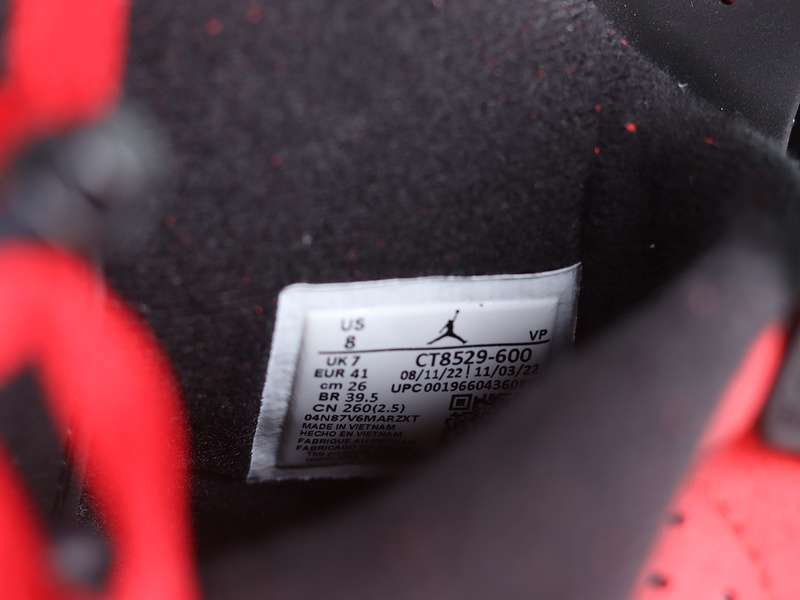 US
8
VP
UK 7
CT8529-600
EUR 41
08/11/22 11/03/22
cm 26
BR 39.5
CN 260(2.5)
04N87V6MARZXT
MADE IN VIETNAM
HECHO EN VIETNAM